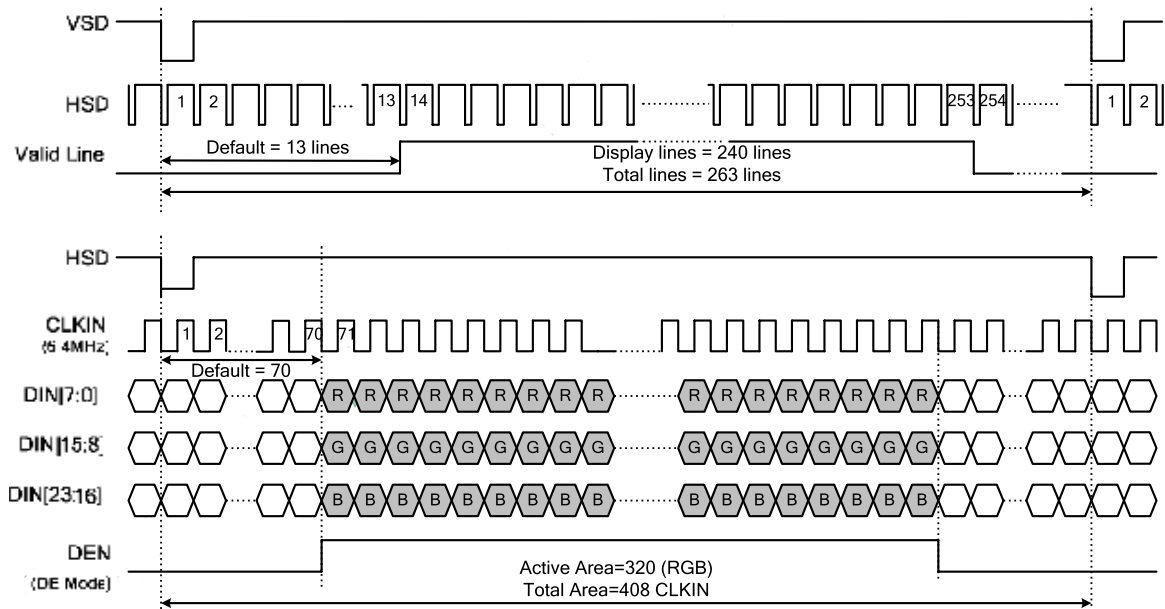 VSD
HSD 1 2 13 14 253 254 1 2
Valid Line
Default = 13 lines
Display lines = 240 lines
Total lines = 263 lines
HSD
CLKIN 1 2 70 71
(6.4MHz)
Default = 70
DIN[7:0] R R R R R R R R R R R R R R R R R
DIN[15:8] G G G G G G G G G G G G G G G G G
DIN[23:16] B B B B B B B B B B B B B B B B B
DEN
(DE Mode)
Active Area=320 (RGB)
Total Area=408 CLKIN